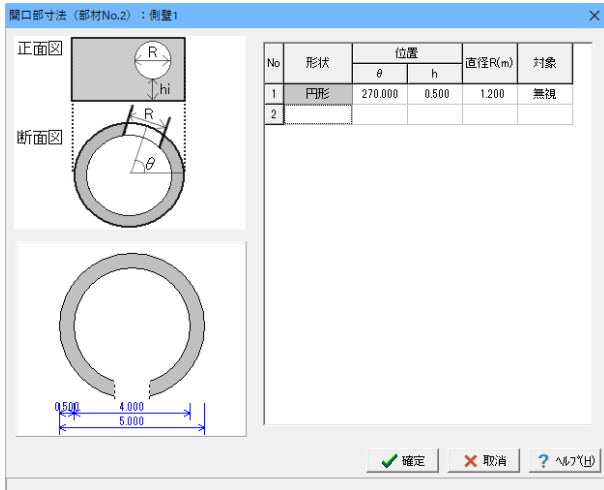 開口部寸法（部材No.2）：側壁1
正面図
R
hi
断面図
R
θ
0.500 4.000
5.000
No 形状 位置 直径R(m) 対象
θ h
1 円形 270.000 0.500 1.200 無視
2
確定 取消 ? ﾍﾙﾌﾟ(H)